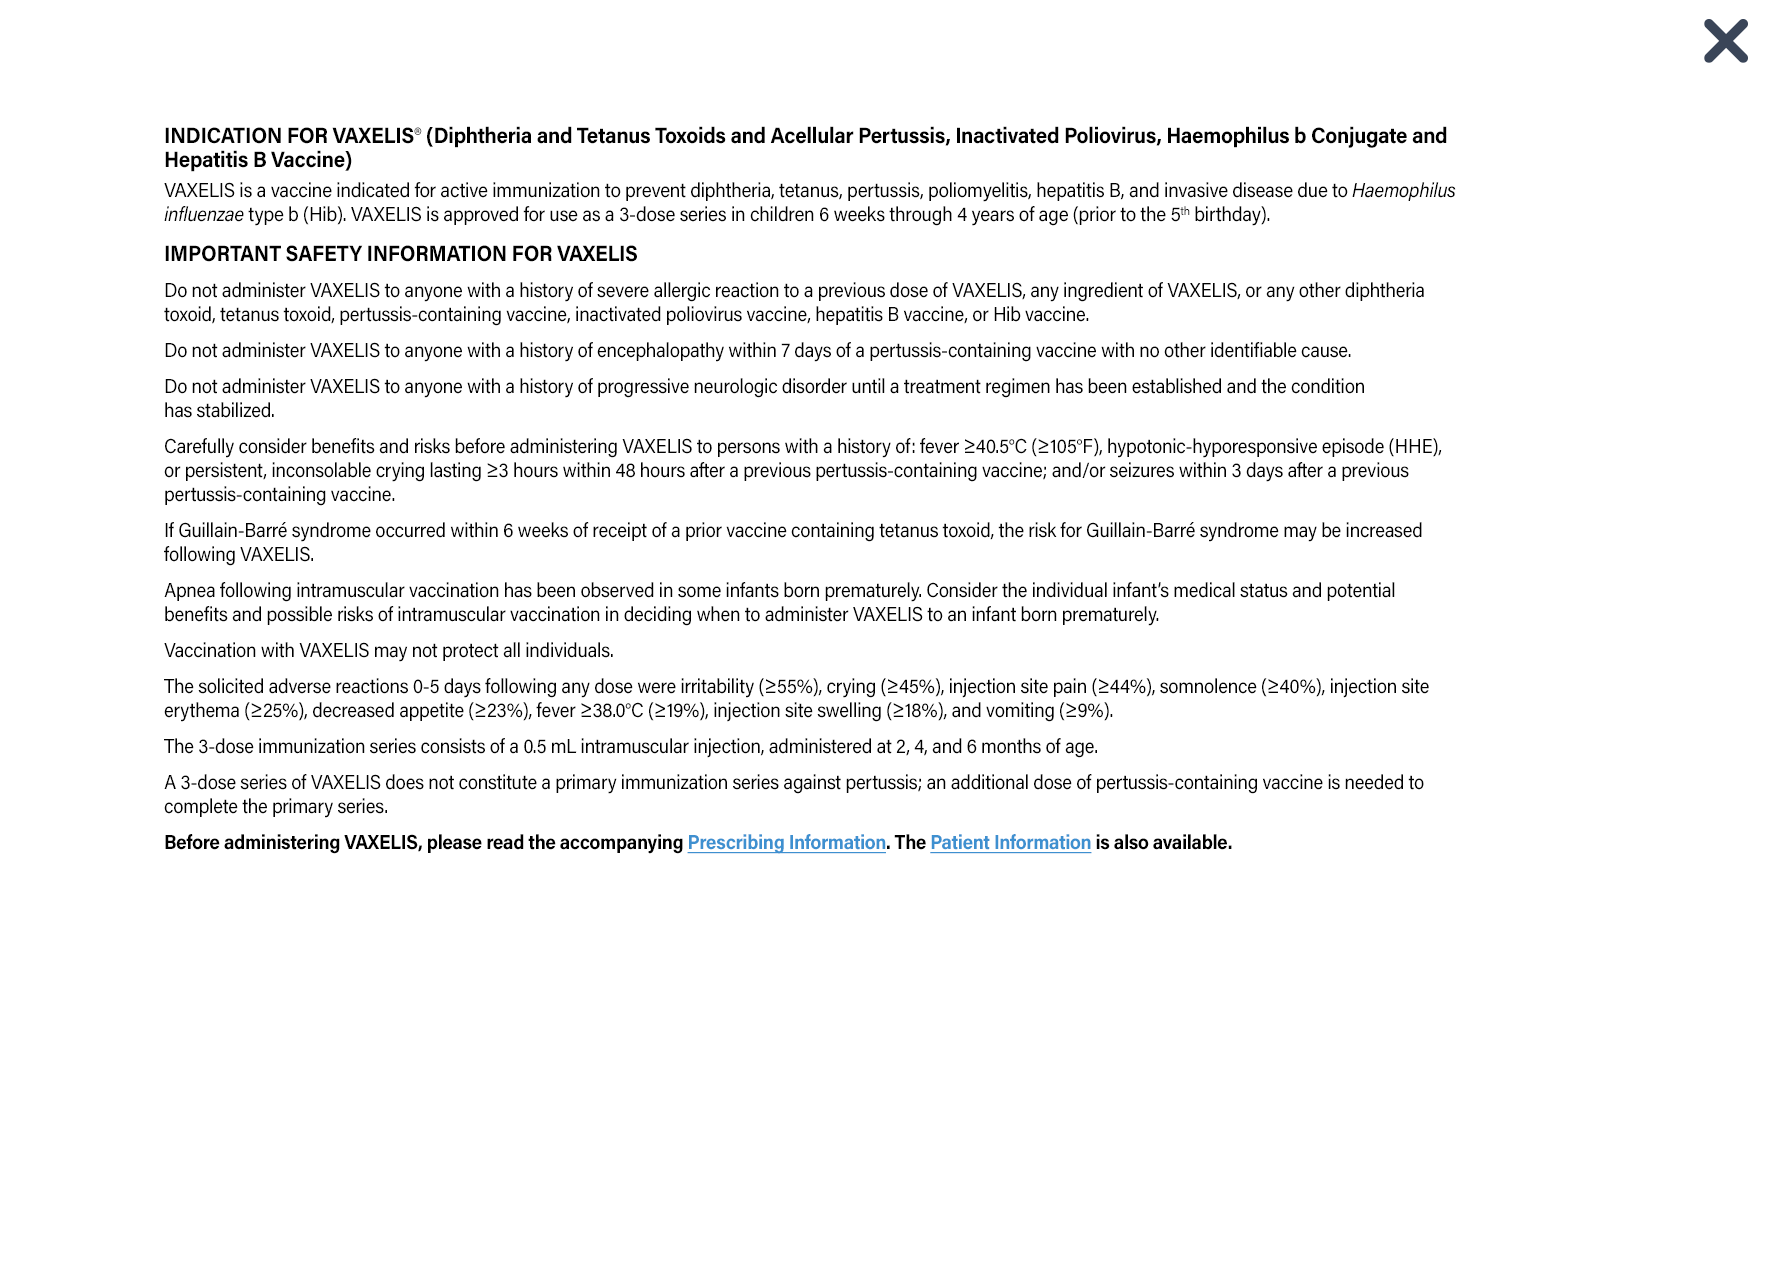 INDICATION FOR VAXELIS® (Diphtheria and Tetanus Toxoids and Acellular Pertussis, Inactivated Poliovirus, Haemophilus b Conjugate and
Hepatitis B Vaccine)
VAXELIS is a vaccine indicated for active immunization to prevent diphtheria, tetanus, pertussis, poliomyelitis, hepatitis B, and invasive disease due to Haemophilus
influenzae type b (Hib). VAXELIS is approved for use as a 3-dose series in children 6 weeks through 4 years of age (prior to the 5th birthday).
IMPORTANT SAFETY INFORMATION FOR VAXELIS
Do not administer VAXELIS to anyone with a history of severe allergic reaction to a previous dose of VAXELIS, any ingredient of VAXELIS, or any other diphtheria
toxoid, tetanus toxoid, pertussis-containing vaccine, inactivated poliovirus vaccine, hepatitis B vaccine, or Hib vaccine.
Do not administer VAXELIS to anyone with a history of encephalopathy within 7 days of a pertussis-containing vaccine with no other identifiable cause.
Do not administer VAXELIS to anyone with a history of progressive neurologic disorder until a treatment regimen has been established and the condition
has stabilized.
Carefully consider benefits and risks before administering VAXELIS to persons with a history of: fever ≥40.5°C (≥105°F), hypotonic-hyporesponsive episode (HHE),
or persistent, inconsolable crying lasting ≥3 hours within 48 hours after a previous pertussis-containing vaccine; and/or seizures within 3 days after a previous
pertussis-containing vaccine.
If Guillain-Barré syndrome occurred within 6 weeks of receipt of a prior vaccine containing tetanus toxoid, the risk for Guillain-Barré syndrome may be increased
following VAXELIS.
Apnea following intramuscular vaccination has been observed in some infants born prematurely. Consider the individual infant's medical status and potential
benefits and possible risks of intramuscular vaccination in deciding when to administer VAXELIS to an infant born prematurely.
Vaccination with VAXELIS may not protect all individuals.
The solicited adverse reactions 0-5 days following any dose were irritability (≥55%), crying (≥45%), injection site pain (≥44%), somnolence (≥40%), injection site
erythema (≥25%), decreased appetite (≥23%), fever ≥38.0°C (≥19%), injection site swelling (≥18%), and vomiting (≥9%).
The 3-dose immunization series consists of a 0.5 mL intramuscular injection, administered at 2, 4, and 6 months of age.
A 3-dose series of VAXELIS does not constitute a primary immunization series against pertussis; an additional dose of pertussis-containing vaccine is needed to
complete the primary series.
Before administering VAXELIS, please read the accompanying Prescribing Information. The Patient Information is also available.